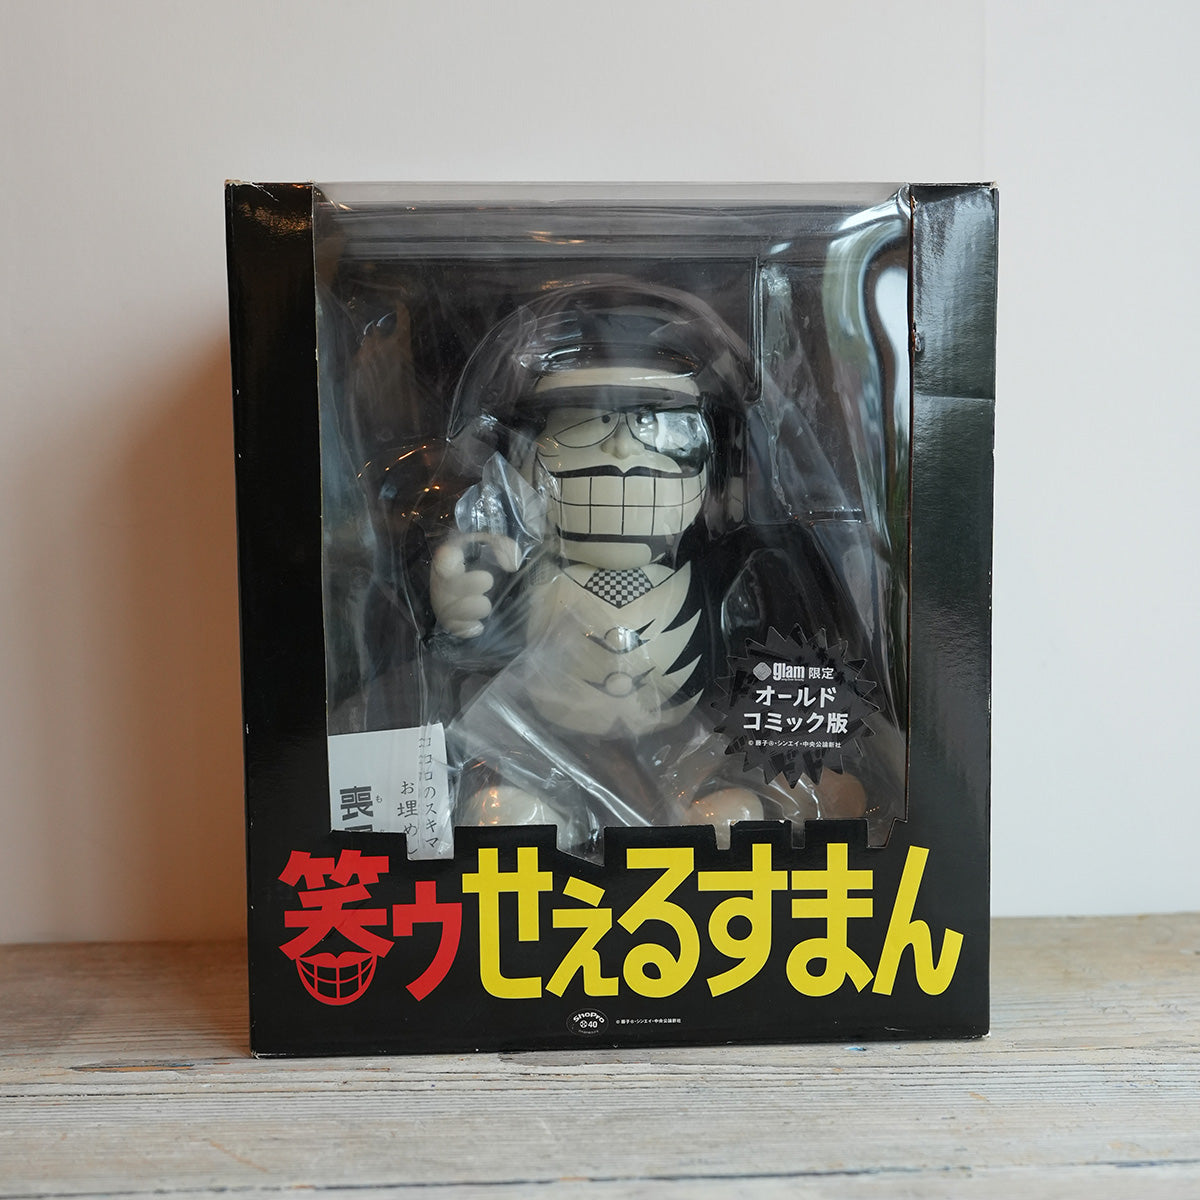 glam 限定
オールド
コミック版
© 藤子Ⓐ・シンエイ・中央公論新社
ココロのスキマ
お埋めし
喪
も
笑ゥせぇるすまん
ShoPro
40
© 藤子Ⓐ・シンエイ・中央公論新社